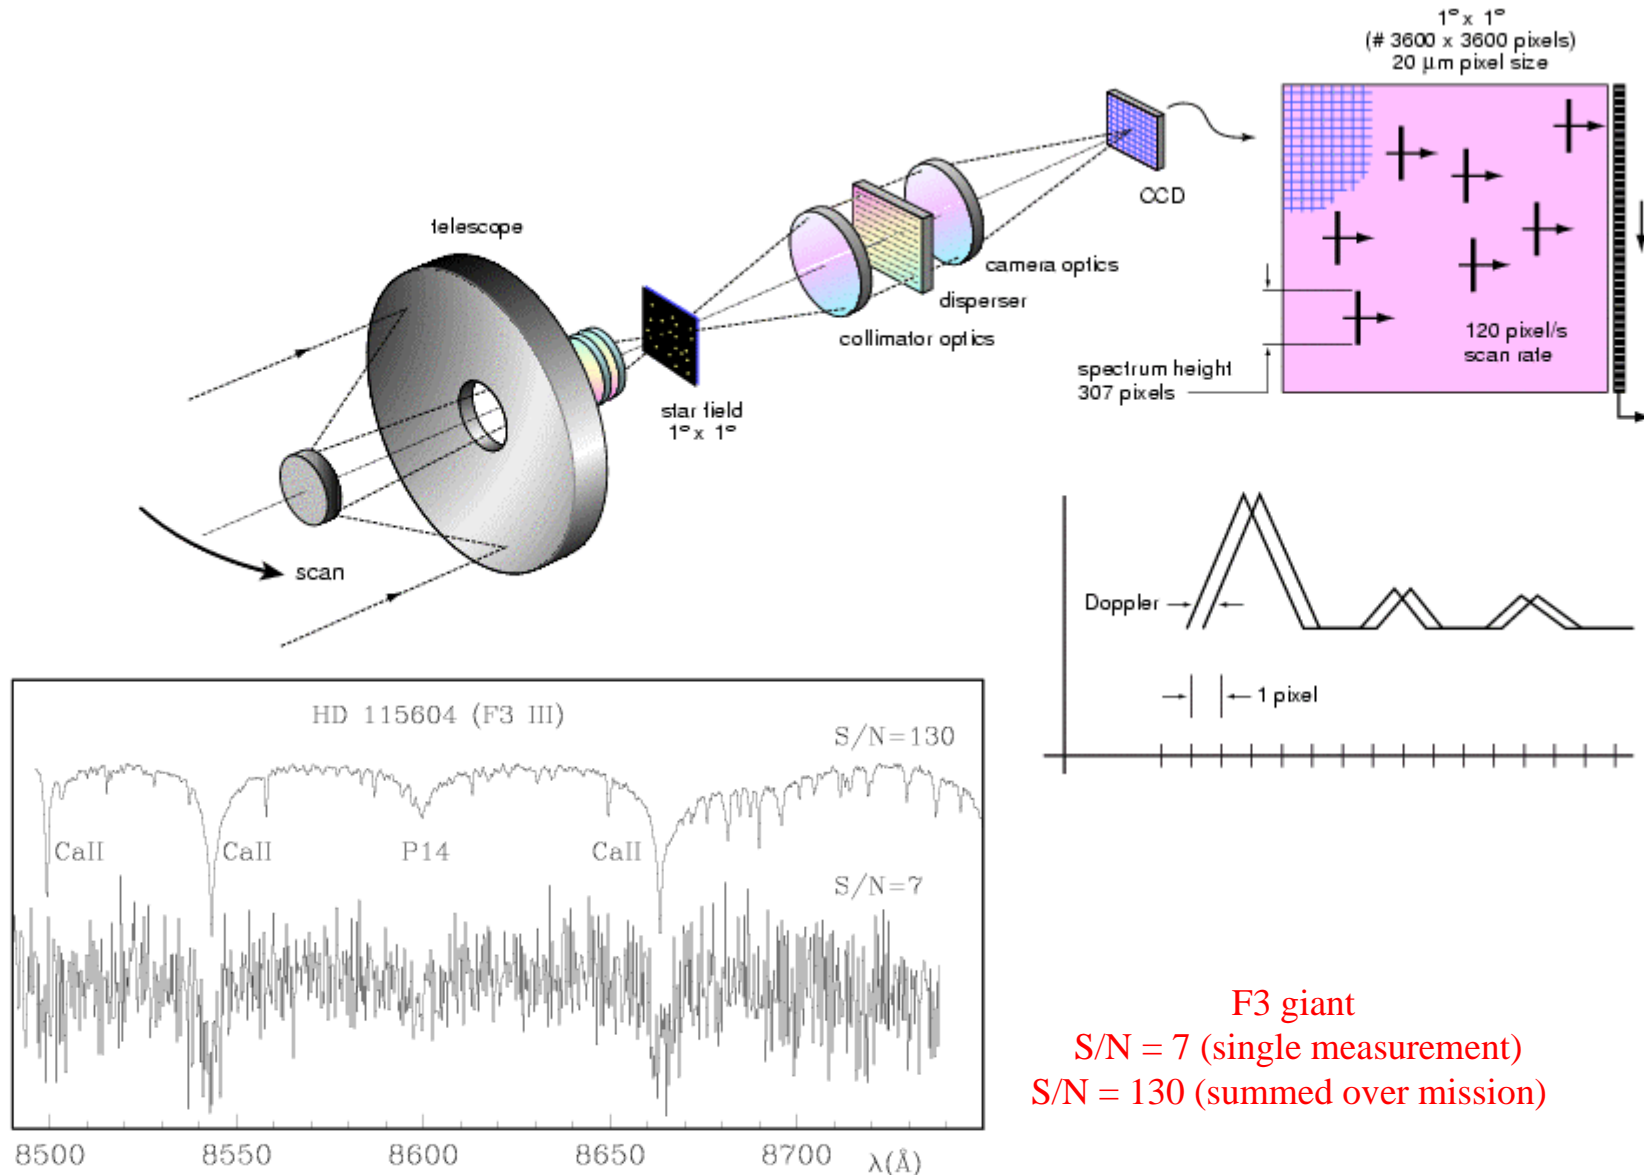 1° x 1°
(# 3600 x 3600 pixels)
20 μm pixel size
telescope
CCD
camera optics
disperser
collimator optics
star field
1° x 1°
scan
120 pixel/s
scan rate
spectrum height
307 pixels
Doppler
1 pixel
HD 115604 (F3 III)
S/N=130
CaII
CaII
P14
CaII
S/N=7
8500
8550
8600
8650
8700
λ(Å)
F3 giant
S/N = 7 (single measurement)
S/N = 130 (summed over mission)